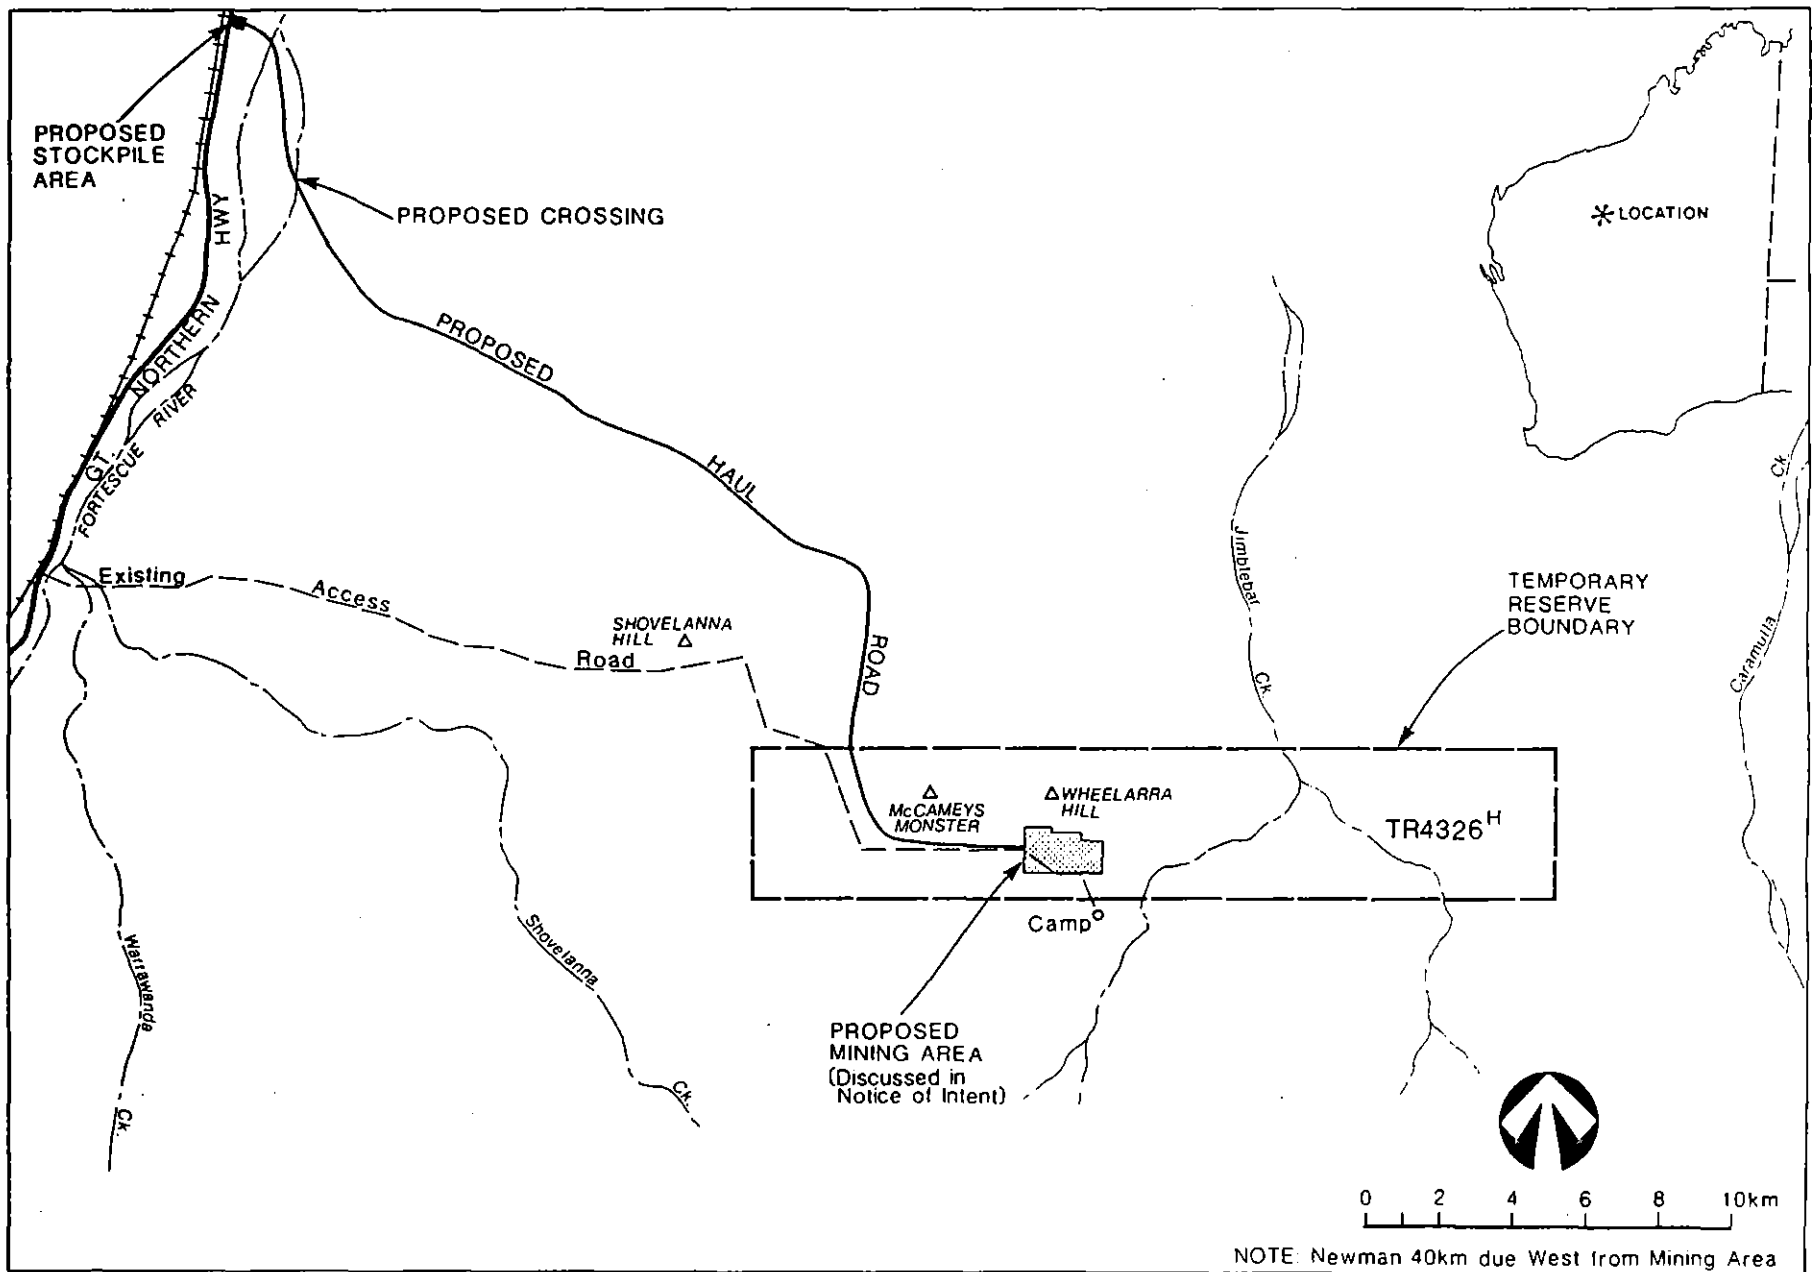 PROPOSED
STOCKPILE
AREA
HWY
PROPOSED CROSSING
LOCATION
NORTHERN
GT.
RIVER
FORTESCUE
PROPOSED
HAUL
ROAD
Existing
Access
Road
SHOVELANNA
HILL
Jimblebar
Ck.
Ck.
Caramulla
TEMPORARY
RESERVE
BOUNDARY
McCAMEYS
MONSTER
WHEELARRA
HILL
TR4326H
Camp
Warrawanda
Ck.
Shovelanna
Ck.
PROPOSED
MINING AREA
(Discussed in
Notice of Intent)
0 2 4 6 8 10km
NOTE: Newman 40km due West from Mining Area